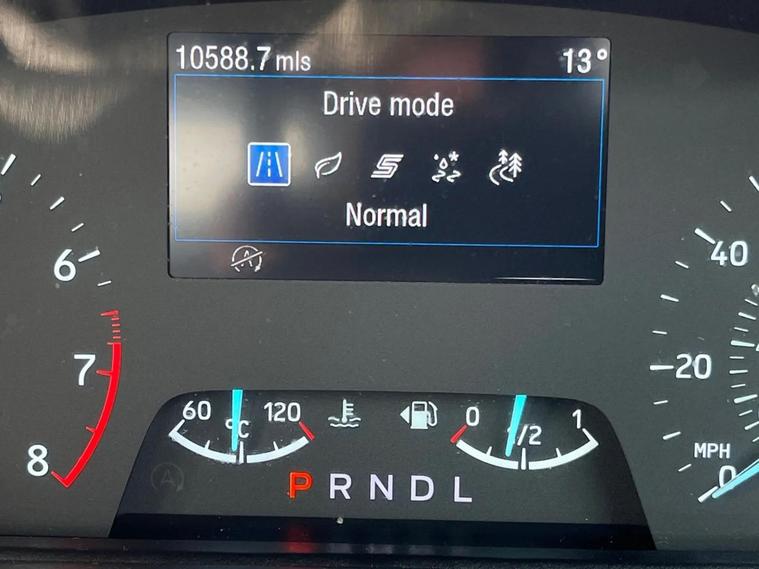 10588.7 mls 13°
Drive mode
Normal
6
7
8
40
20
MPH
0
60 120
°C
0 1/2 1
P R N D L
A
A